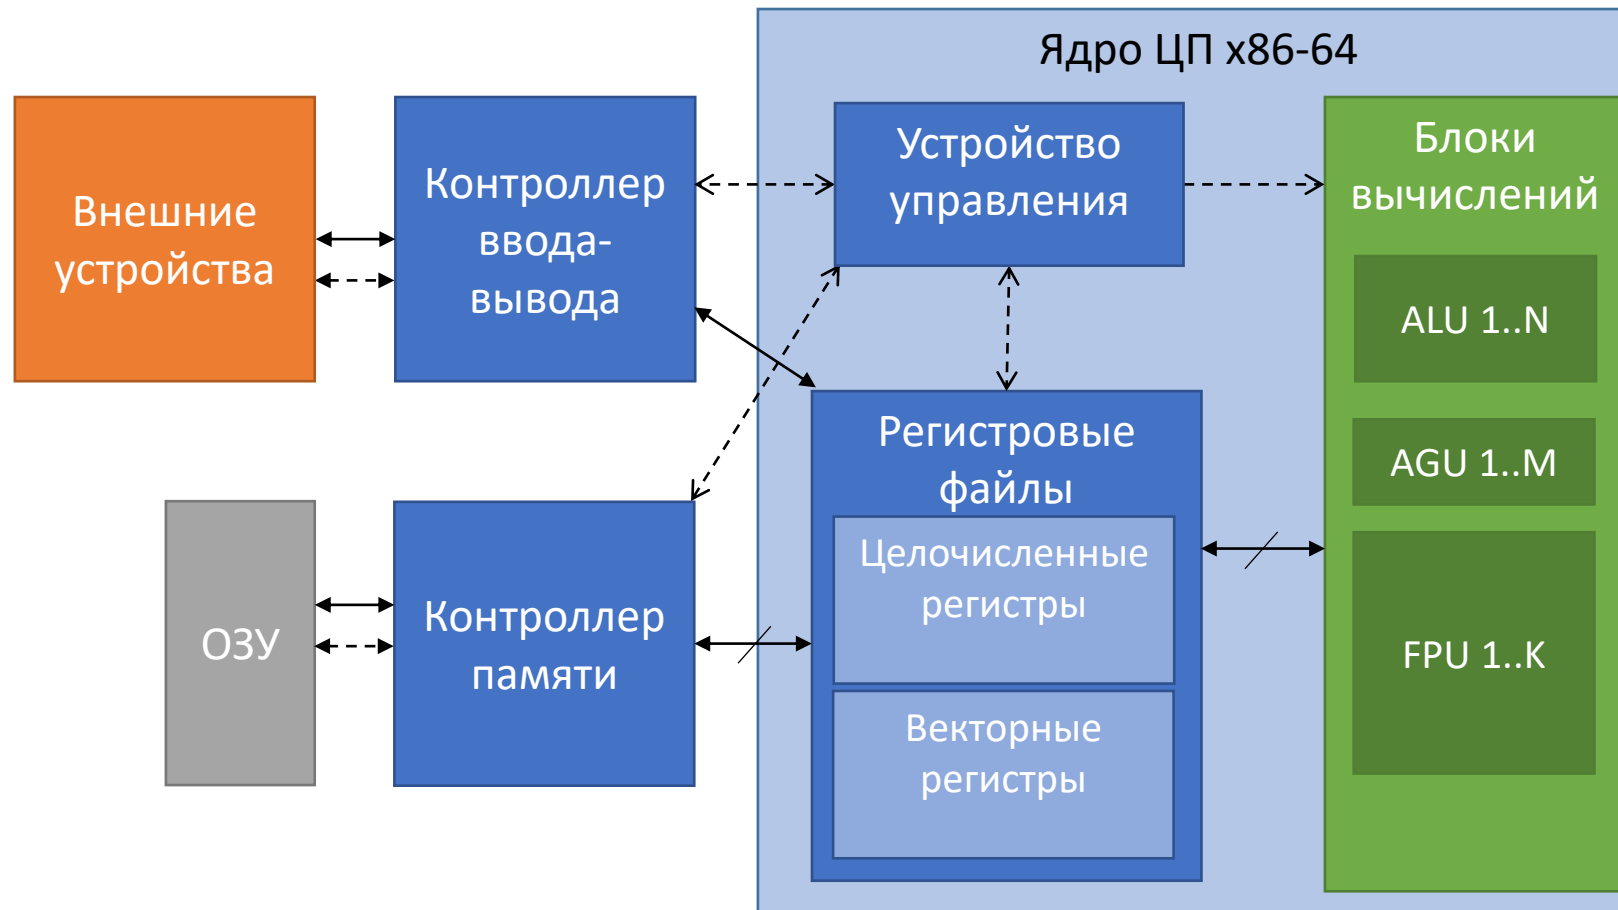 Ядро ЦП x86-64
Внешние
устройства
Контроллер
ввода-
вывода
Устройство
управления
Блоки
вычислений
ALU 1..N
AGU 1..M
FPU 1..K
Регистровые
файлы
Целочисленные
регистры
Векторные
регистры
ОЗУ
Контроллер
памяти